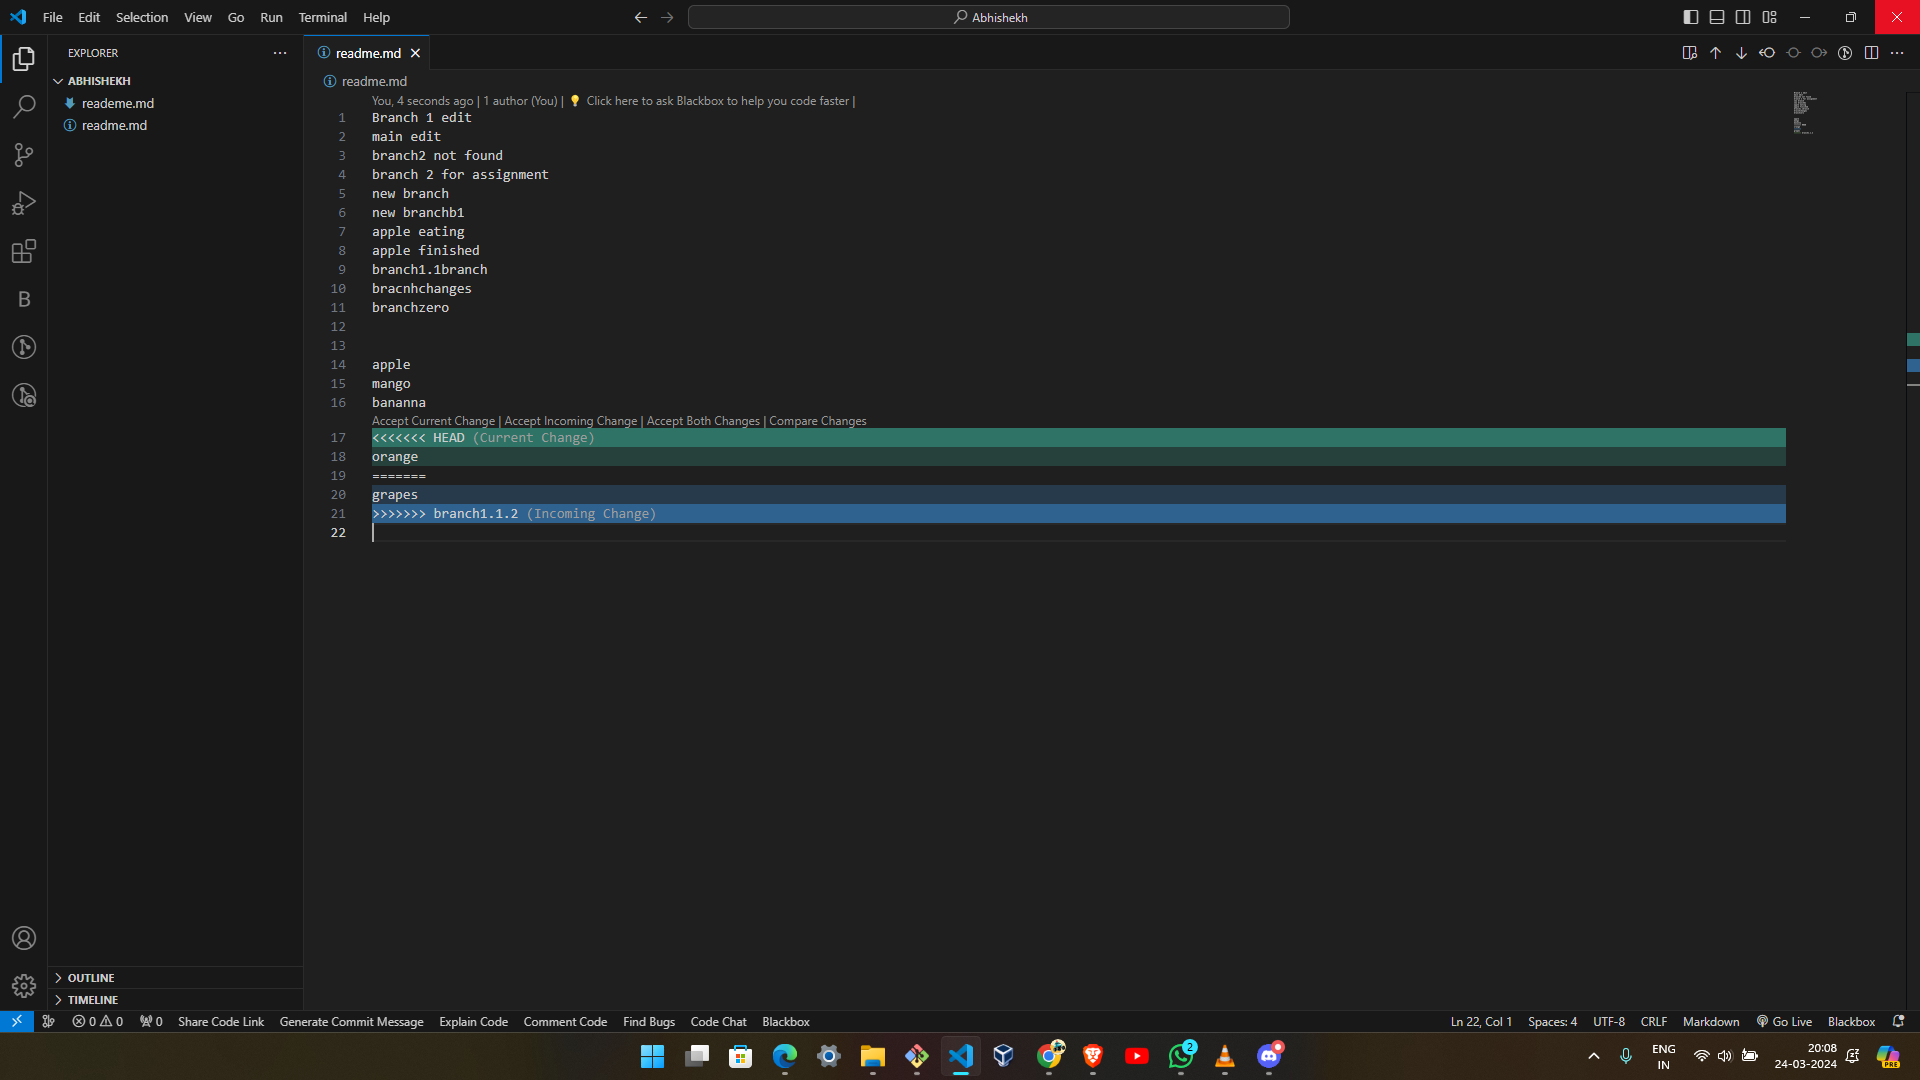 File Edit Selection View Go Run Terminal Help
Abhishekh
EXPLORER
ABHISHEKH
reademe.md
readme.md
readme.md
readme.md
You, 4 seconds ago | 1 author (You) | 💡 Click here to ask Blackbox to help you code faster |
1 Branch 1 edit
2 main edit
3 branch2 not found
4 branch 2 for assignment
5 new branch
6 new branchb1
7 apple eating
8 apple finished
9 branch1.1branch
10 bracnhchanges
11 branchzero
12
13
14 apple
15 mango
16 bananna
Accept Current Change | Accept Incoming Change | Accept Both Changes | Compare Changes
17 <<<<<<< HEAD (Current Change)
18 orange
19 =======
20 grapes
21 >>>>>>> branch1.1.2 (Incoming Change)
22
B
OUTLINE
TIMELINE
0 0 0 Share Code Link Generate Commit Message Explain Code Comment Code Find Bugs Code Chat Blackbox
Ln 22, Col 1 Spaces: 4 UTF-8 CRLF Markdown Go Live Blackbox
2
ENG
IN
20:08
24-03-2024
PRE